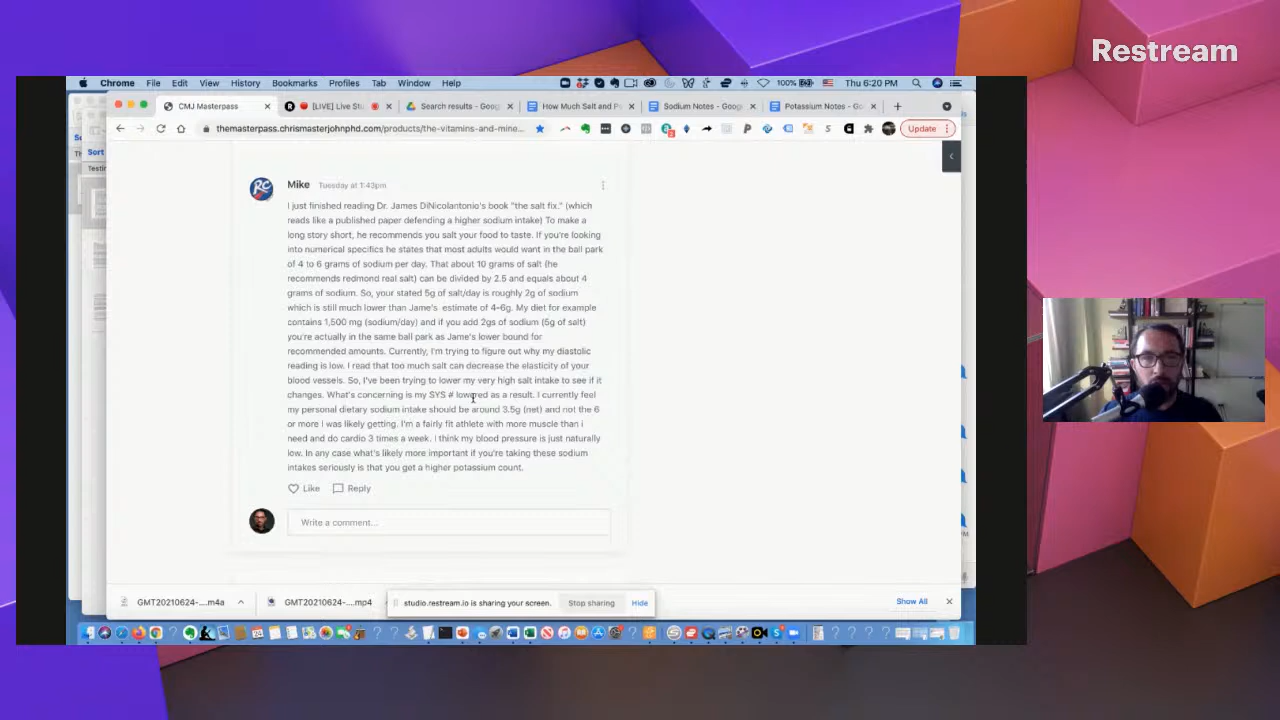 Restream
Chrome File Edit View History Bookmarks Profiles Tab Window Help 100% Thu 6:20 PM
CMJ Masterpass [LIVE] Live Stu Search results - Goog How Much Salt and P Sodium Notes - Googl Potassium Notes - Go
themasterpass.chrismasterjohnphd.com/products/the-vitamins-and-mine... Update
Sort
Mike Tuesday at 1:43pm
I just finished reading Dr. James DiNicolantonio's book "the salt fix." (which
reads like a published paper defending a higher sodium intake) To make a
long story short, he recommends you salt your food to taste. If you're looking
into numerical specifics he states that most adults would want in the ball park
of 4 to 6 grams of sodium per day. That about 10 grams of salt (he
recommends redmond real salt) can be divided by 2.5 and equals about 4
grams of sodium. So, your stated 5g of salt/day is roughly 2g of sodium
which is still much lower than Jame's estimate of 4-6g. My diet for example
contains 1,500 mg (sodium/day) and if you add 2gs of sodium (5g of salt)
you're actually in the same ball park as Jame's lower bound for
recommended amounts. Currently, I'm trying to figure out why my diastolic
reading is low. I read that too much salt can decrease the elasticity of your
blood vessels. So, I've been trying to lower my very high salt intake to see if it
changes. What's concerning is my SYS # lowered as a result. I currently feel
my personal dietary sodium intake should be around 3.5g (net) and not the 6
or more I was likely getting. I'm a fairly fit athlete with more muscle than i
need and do cardio 3 times a week. I think my blood pressure is just naturally
low. In any case what's likely more important if you're taking these sodium
intakes seriously is that you get a higher potassium count.
Like Reply
Write a comment...
GMT20210624-....m4a GMT20210624-....mp4 studio.restream.io is sharing your screen. Stop sharing Hide Show All